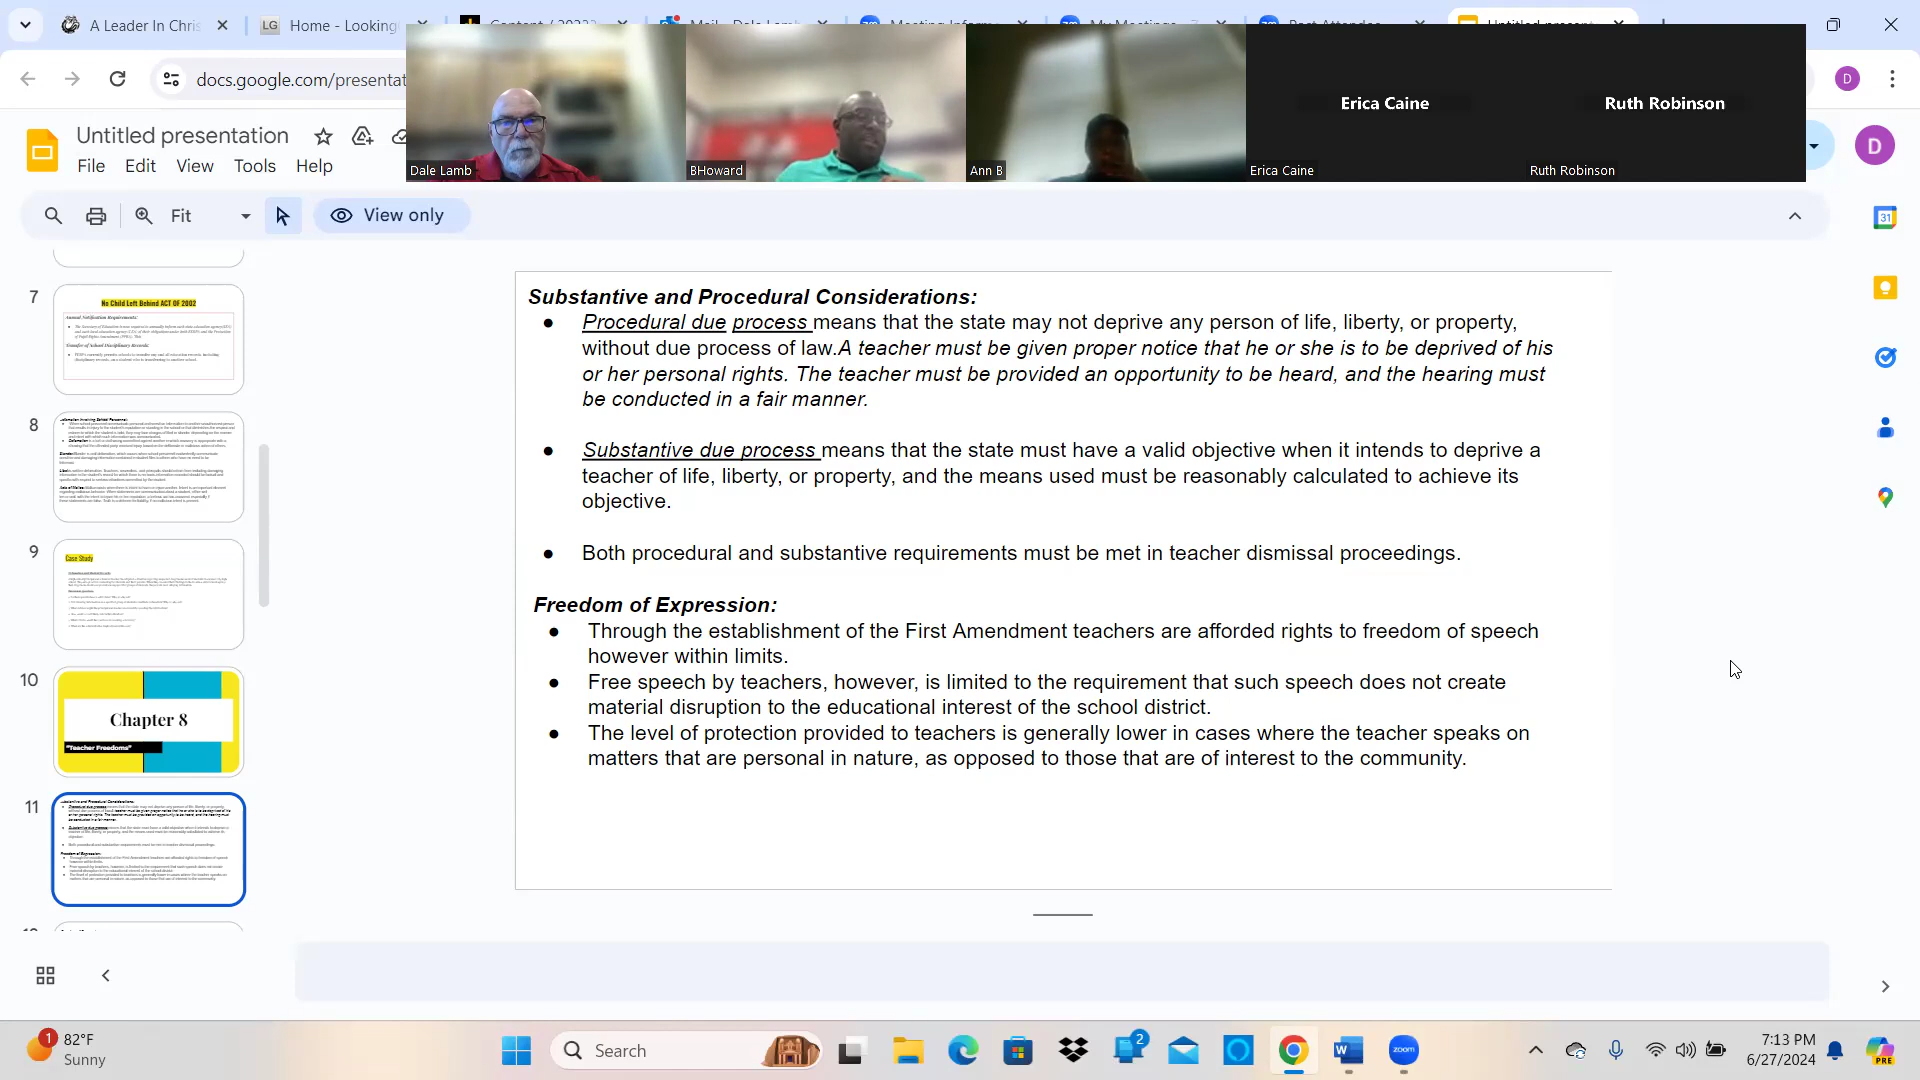 A Leader In Chris
Home - Looking
docs.google.com/presentat
Erica Caine
Ruth Robinson
Dale Lamb
BHoward
Ann B
Erica Caine
Ruth Robinson
D
D
Untitled presentation
File Edit View Tools Help
Fit
View only
31
7
No Child Left Behind ACT OF 2002
Annual Notification Requirements:
Transfer of School Disciplinary Records:
8
9
Case Study
10
Chapter 8
"Teacher Freedoms"
11
Substantive and Procedural Considerations:
● Procedural due process means that the state may not deprive any person of life, liberty, or property,
without due process of law.A teacher must be given proper notice that he or she is to be deprived of his
or her personal rights. The teacher must be provided an opportunity to be heard, and the hearing must
be conducted in a fair manner.
● Substantive due process means that the state must have a valid objective when it intends to deprive a
teacher of life, liberty, or property, and the means used must be reasonably calculated to achieve its
objective.
● Both procedural and substantive requirements must be met in teacher dismissal proceedings.
Freedom of Expression:
● Through the establishment of the First Amendment teachers are afforded rights to freedom of speech
however within limits.
● Free speech by teachers, however, is limited to the requirement that such speech does not create
material disruption to the educational interest of the school district.
● The level of protection provided to teachers is generally lower in cases where the teacher speaks on
matters that are personal in nature, as opposed to those that are of interest to the community.
1
82°F
Sunny
Search
2
zoom
7:13 PM
6/27/2024
PRE